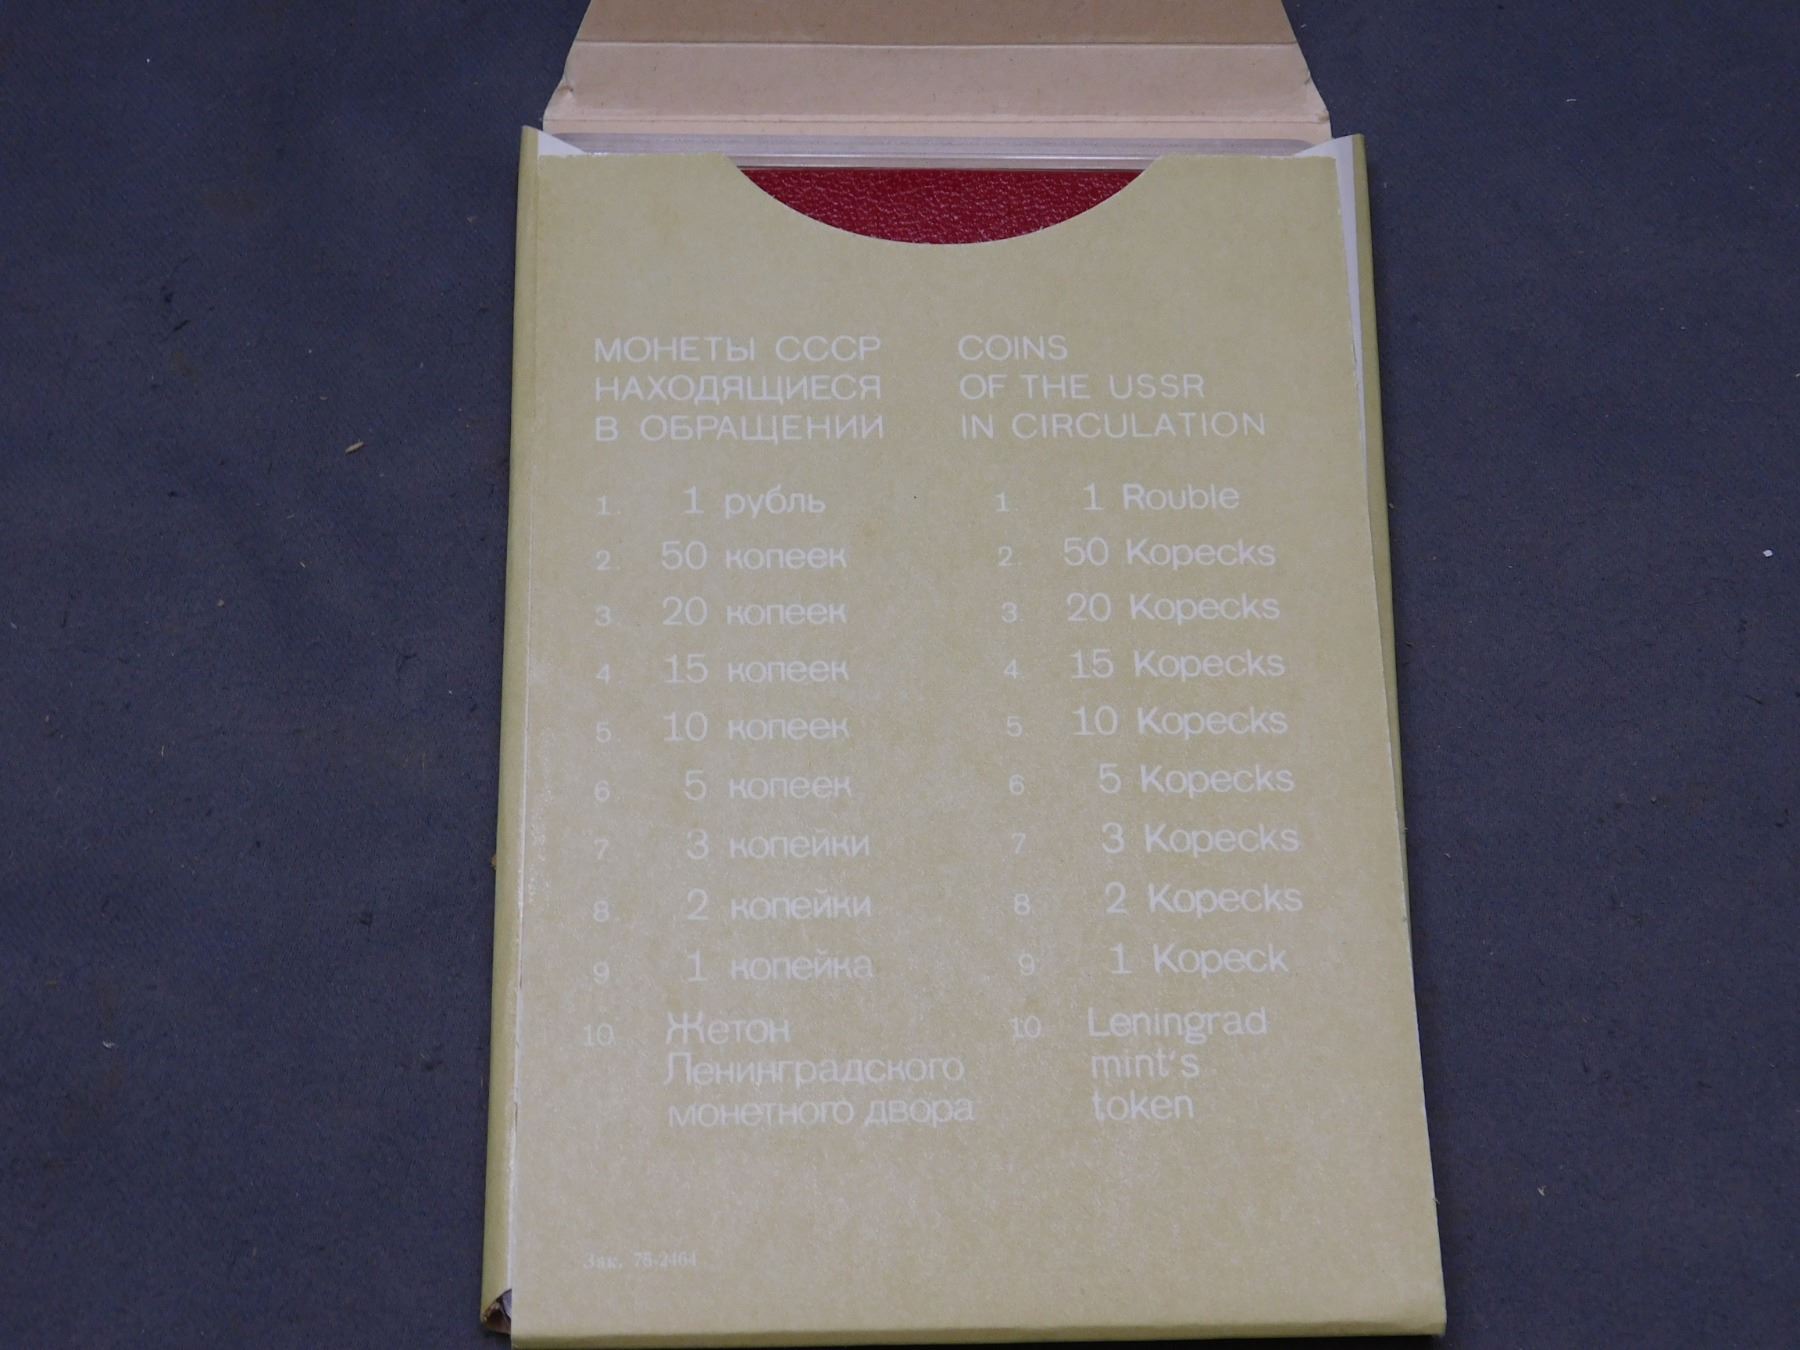 МОНЕТЫ СССР
НАХОДЯЩИЕСЯ
В ОБРАЩЕНИИ
1. 1 рубль
2. 50 копеек
3. 20 копеек
4. 15 копеек
5. 10 копеек
6. 5 копеек
7 3 копейки
8. 2 копейки
9 1 копейка
10. Жетон
Ленинградского
монетного двора
COINS
OF THE USSR
IN CIRCULATION
1. 1 Rouble
2. 50 Kopecks
3. 20 Kopecks
4. 15 Kopecks
5 10 Kopecks
6 5 Kopecks
7 3 Kopecks
8 2 Kopecks
9 1 Kopeck
10 Leningrad
mint's
token
Зак. 78-2464